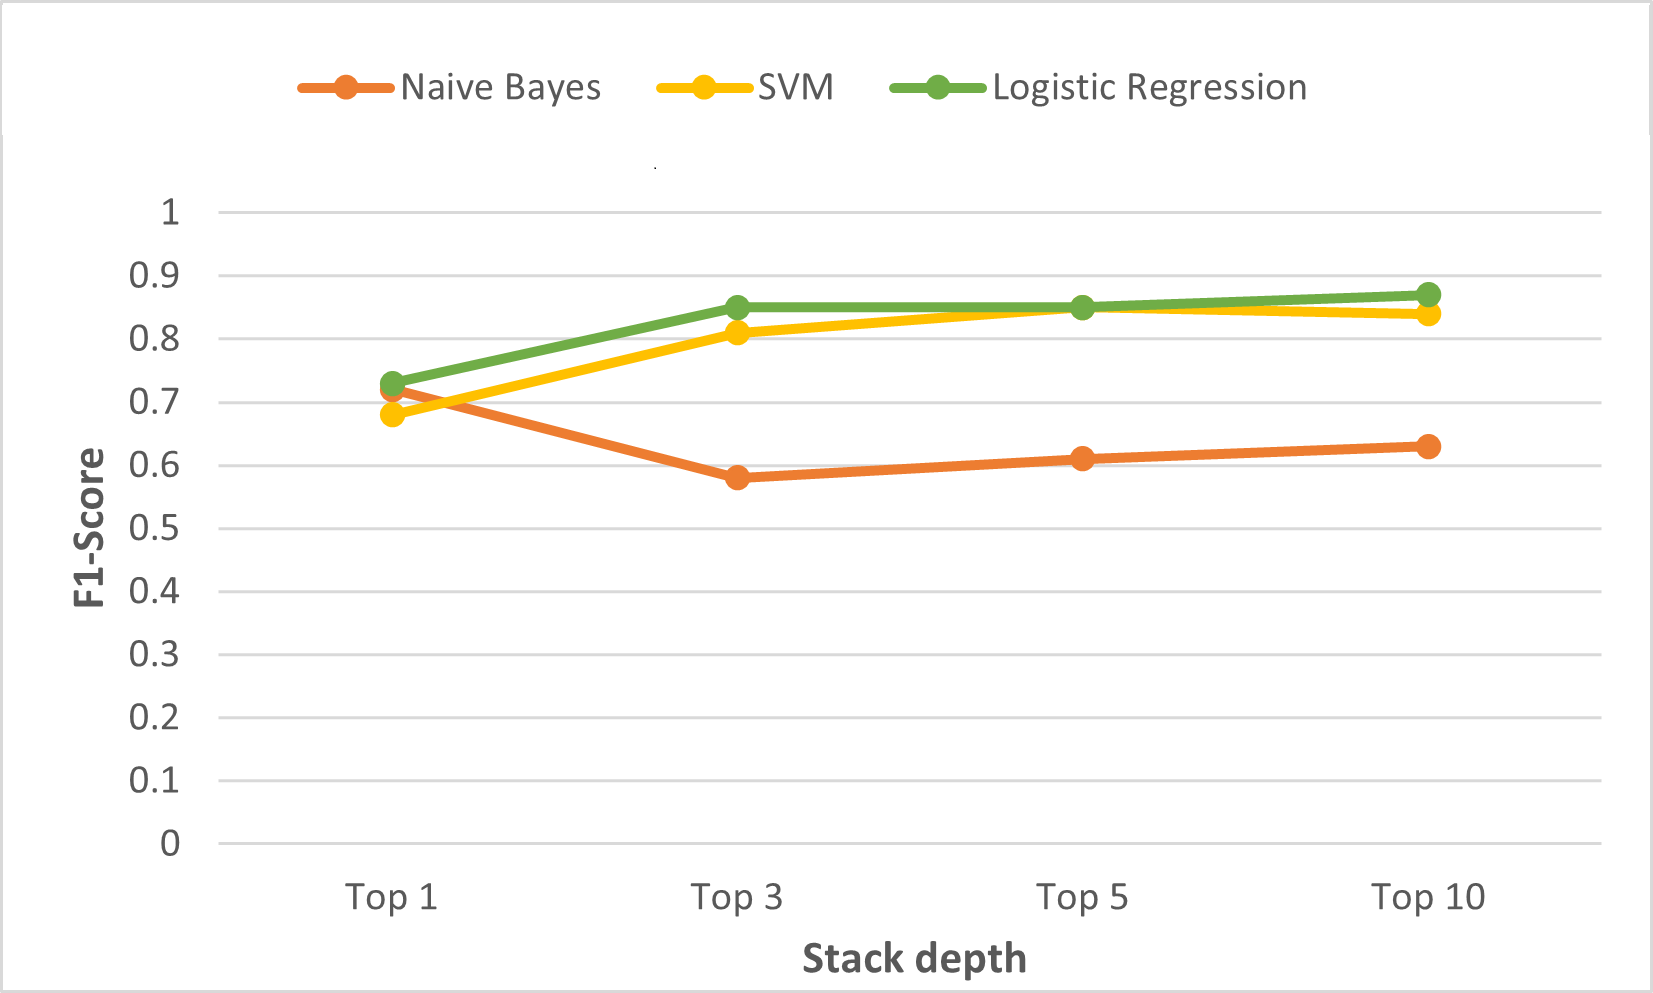 Naive Bayes SVM Logistic Regression
1
0.9
0.8
0.7
0.6
0.5
0.4
0.3
0.2
0.1
0
F1-Score
Top 1 Top 3 Top 5 Top 10
Stack depth